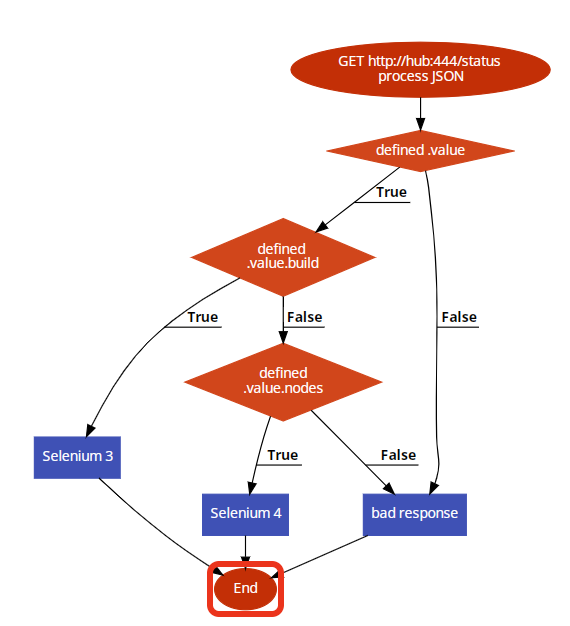 GET http://hub:444/status
process JSON
defined .value
True
defined
.value.build
True
False
False
defined
.value.nodes
True
False
Selenium 3
Selenium 4
bad response
End